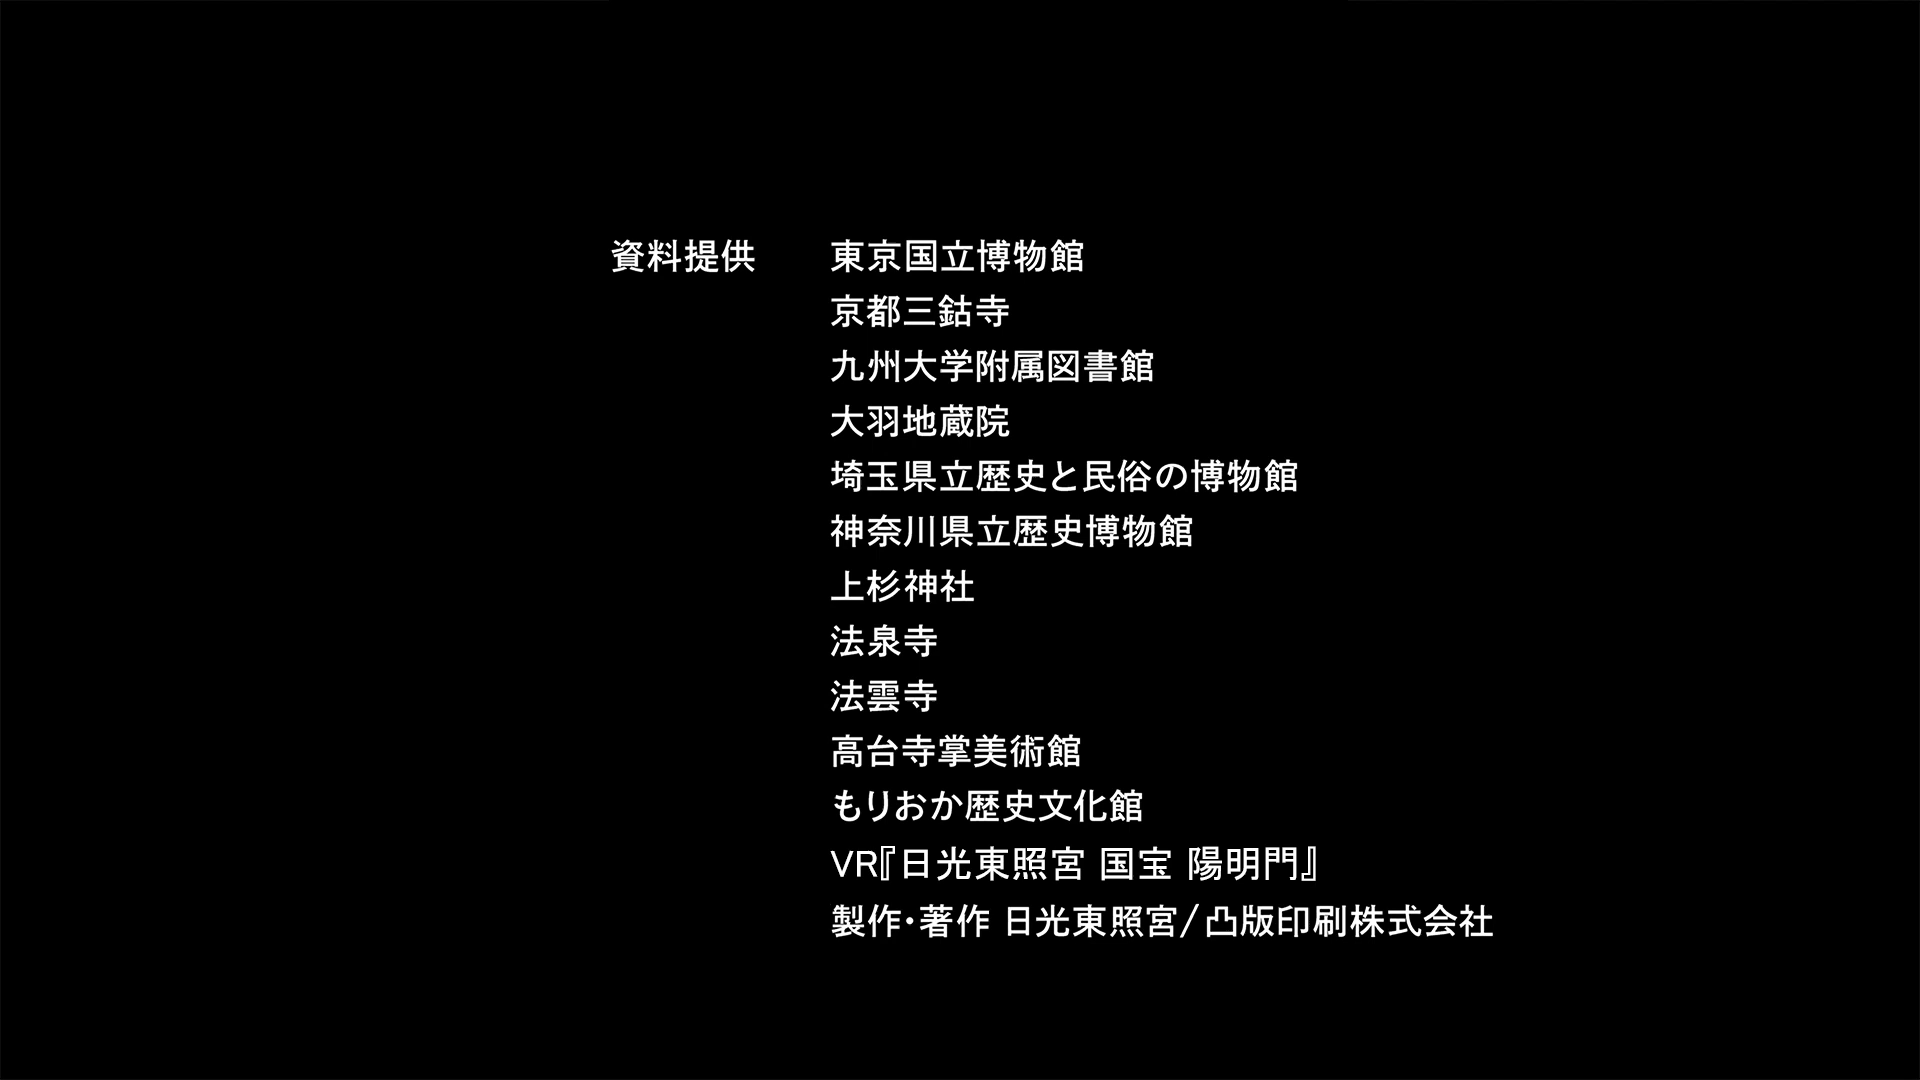 資料提供 東京国立博物館
京都三鈷寺
九州大学附属図書館
大羽地蔵院
埼玉県立歴史と民俗の博物館
神奈川県立歴史博物館
上杉神社
法泉寺
法雲寺
高台寺掌美術館
もりおか歴史文化館
VR『日光東照宮 国宝 陽明門』
製作・著作 日光東照宮/凸版印刷株式会社